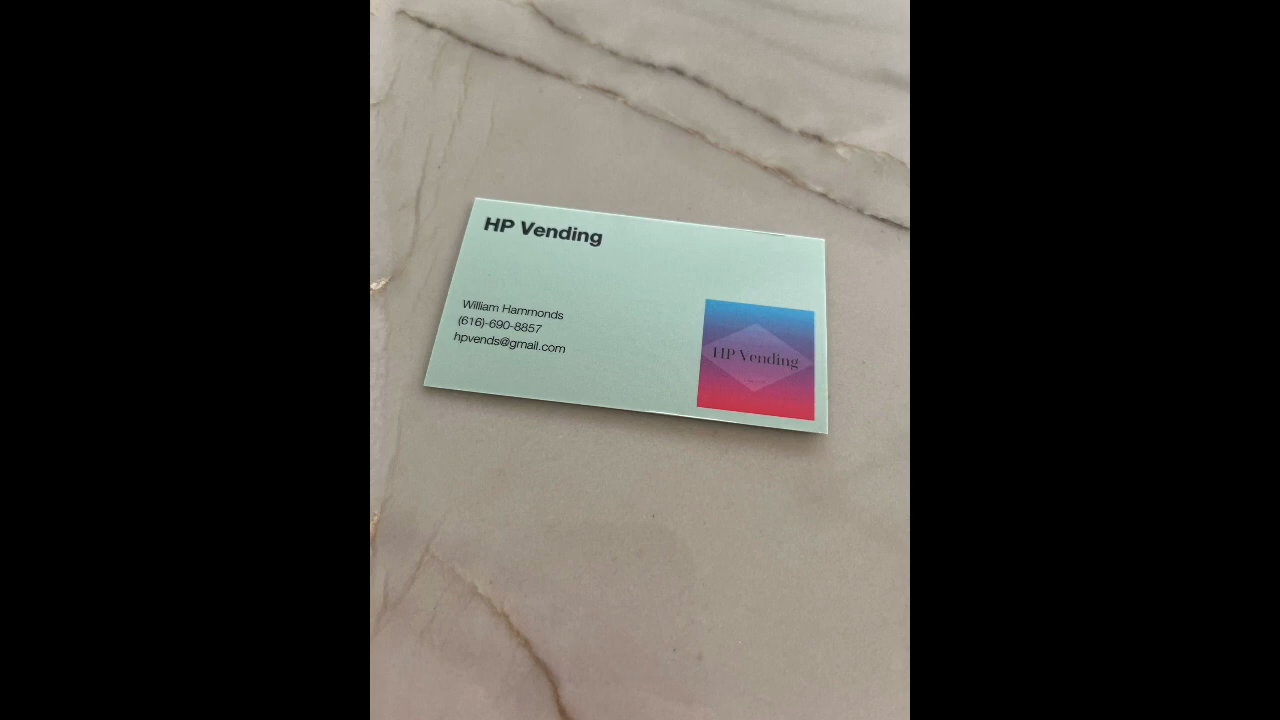 HP Vending
William Hammonds
(616)-690-8857
hpvends@gmail.com
HP Vending